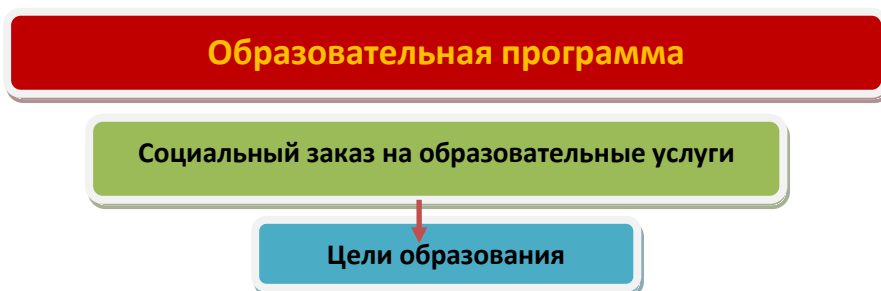 Образовательная программа
Социальный заказ на образовательные услуги
Цели образования